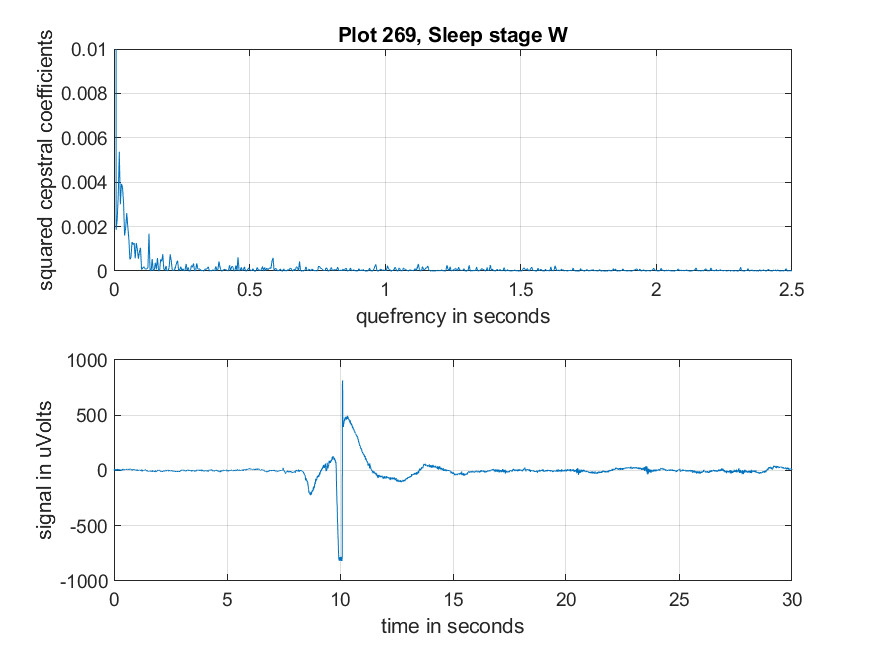 Plot 269, Sleep stage W
squared cepstral coefficients
0.01
0.008
0.006
0.004
0.002
0
0 0.5 1 1.5 2 2.5
quefrency in seconds
signal in uVolts
1000
500
0
-500
-1000
0 5 10 15 20 25 30
time in seconds